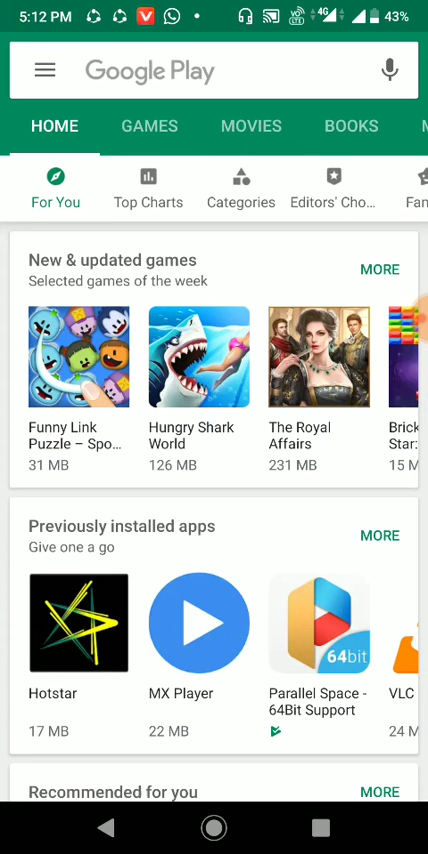 5:12 PM
4G 43%
Google Play
HOME GAMES MOVIES BOOKS
For You Top Charts Categories Editors' Cho...
New & updated games
Selected games of the week
MORE
Funny Link
Puzzle – Spo...
31 MB
Hungry Shark
World
126 MB
The Royal
Affairs
231 MB
Brick
Star:
15 M
Previously installed apps
Give one a go
MORE
64bit
Hotstar
17 MB
MX Player
22 MB
Parallel Space -
64Bit Support
VLC
24 M
Recommended for you
MORE